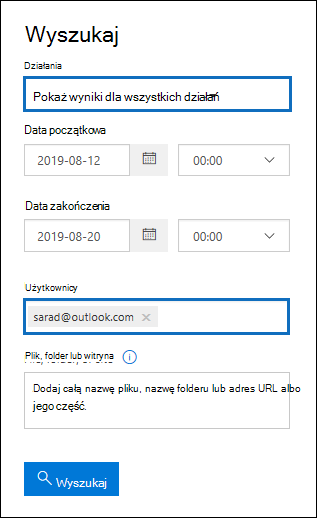 Wyszukaj
Działania
Pokaż wyniki dla wszystkich działań
Data początkowa
2019-08-12 00:00
Data zakończenia
2019-08-20 00:00
Użytkownicy
sarad@outlook.com ×
Plik, folder lub witryna
Dodaj całą nazwę pliku, nazwę folderu lub adres URL albo
jego część.
Wyszukaj